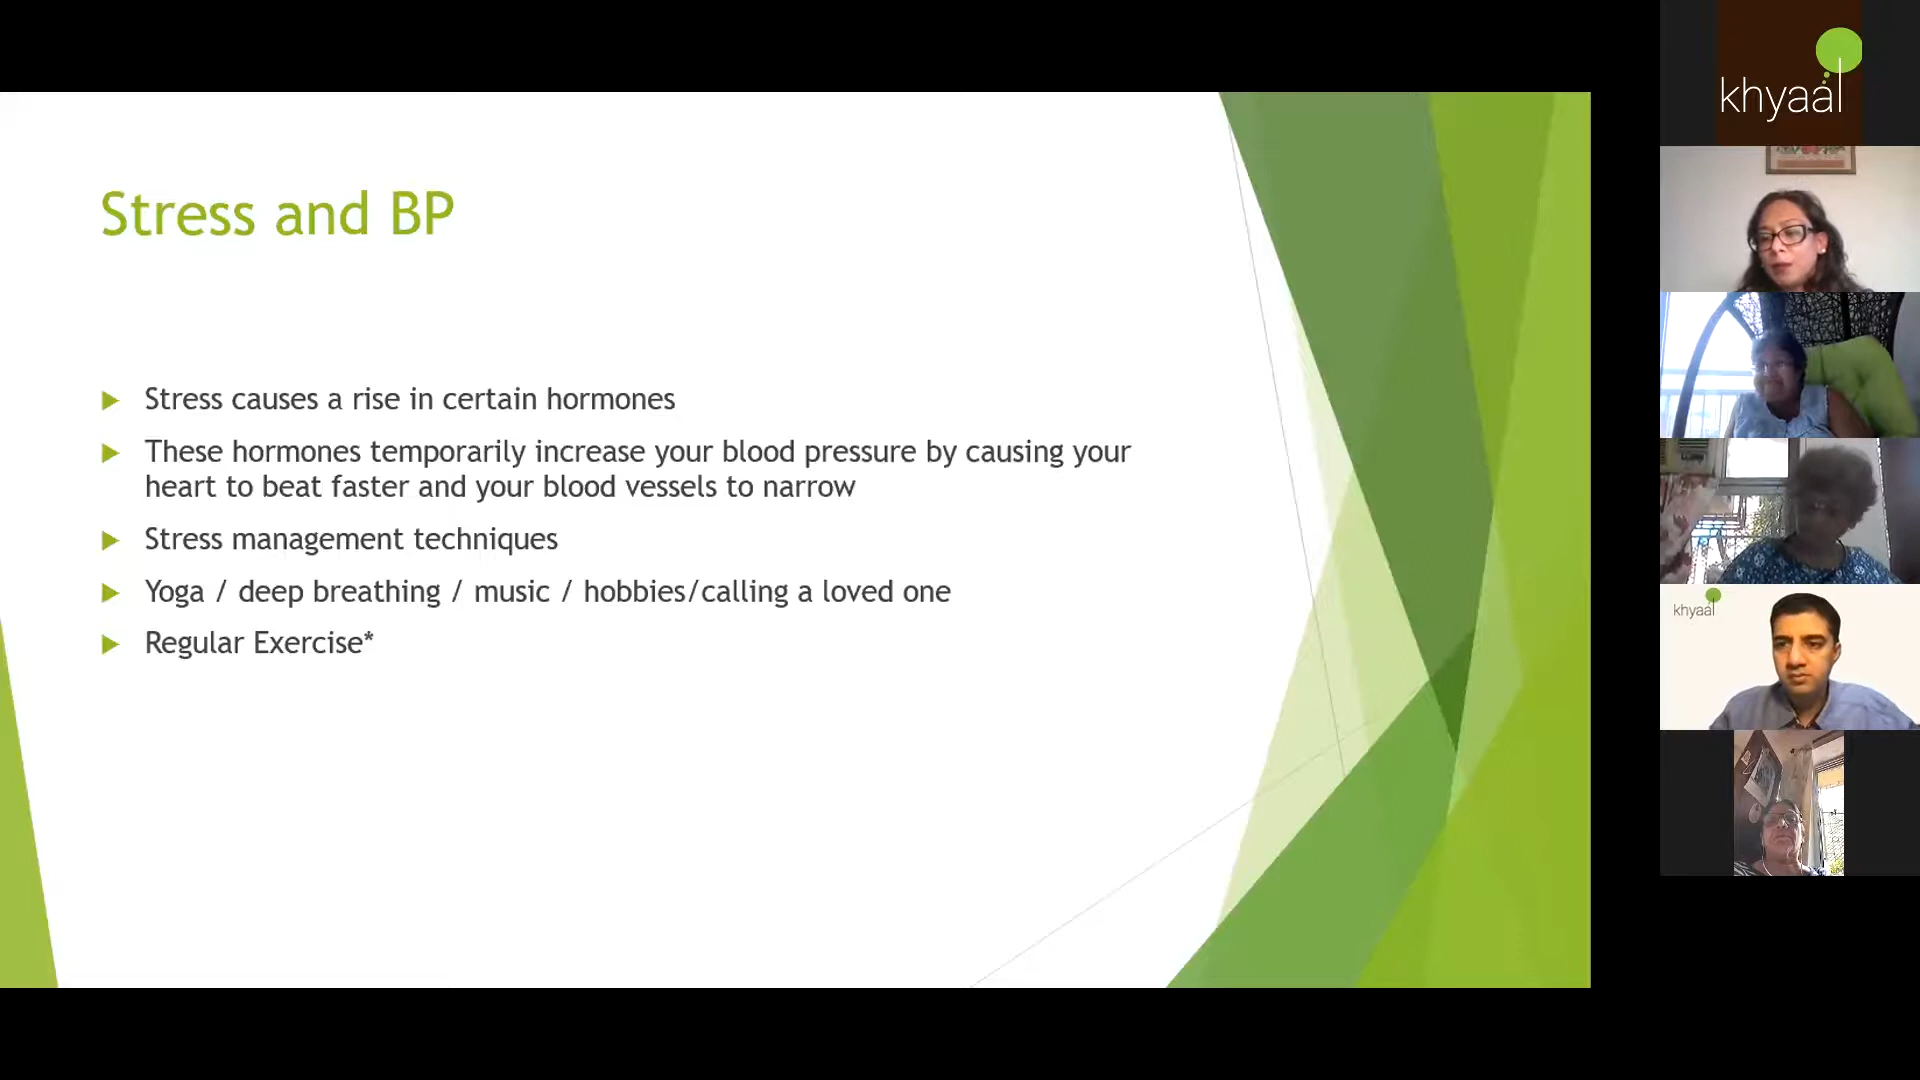 Stress and BP
Stress causes a rise in certain hormones
These hormones temporarily increase your blood pressure by causing your
heart to beat faster and your blood vessels to narrow
Stress management techniques
Yoga / deep breathing / music / hobbies/calling a loved one
Regular Exercise*
khyaal
khyaal